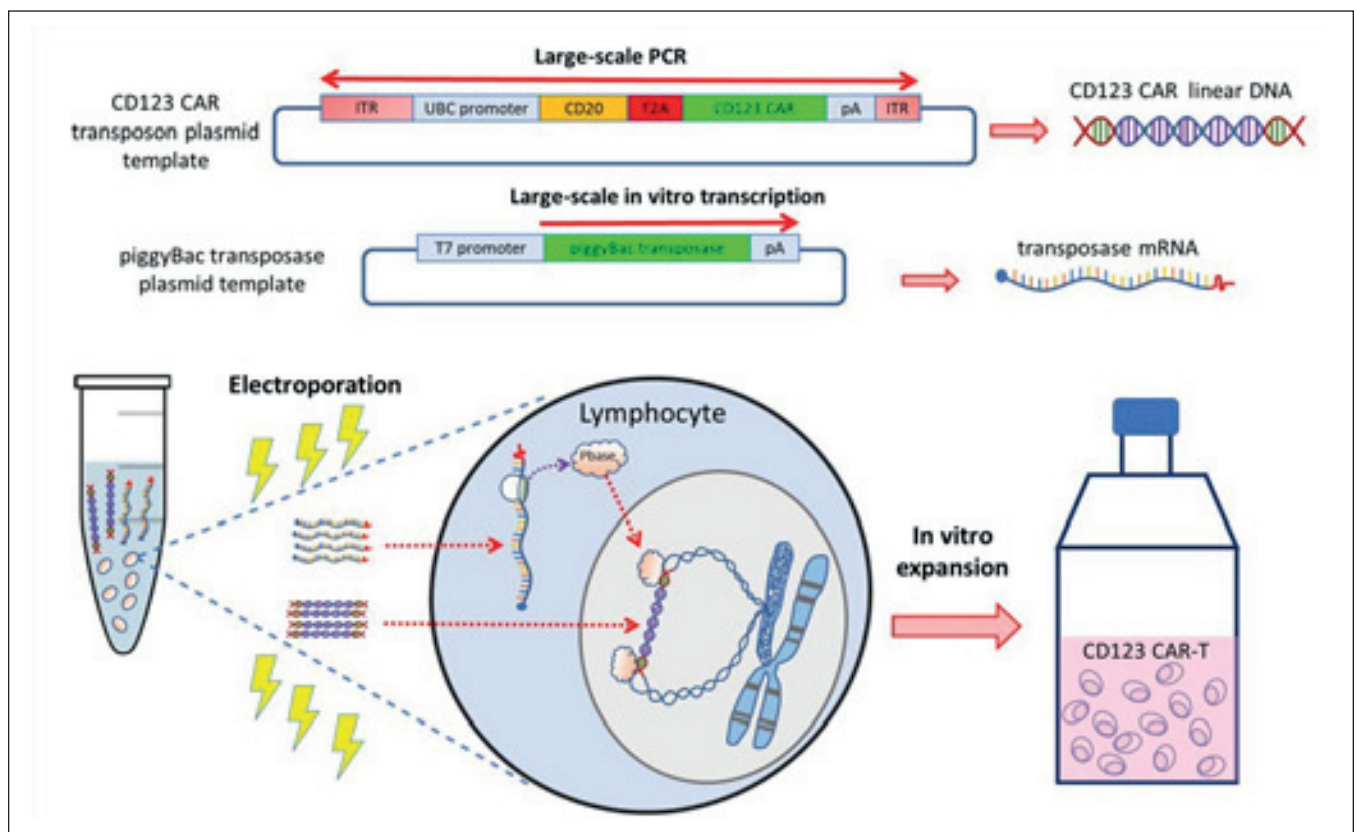 Large-scale PCR
CD123 CAR
transposon plasmid
template
ITR
UBC promoter
CD20
T2A
CD123 CAR
pA
ITR
CD123 CAR linear DNA
Large-scale in vitro transcription
piggyBac transposase
plasmid template
T7 promoter
piggyBac transposase
pA
transposase mRNA
Electroporation
Lymphocyte
Pbase
In vitro
expansion
CD123 CAR-T